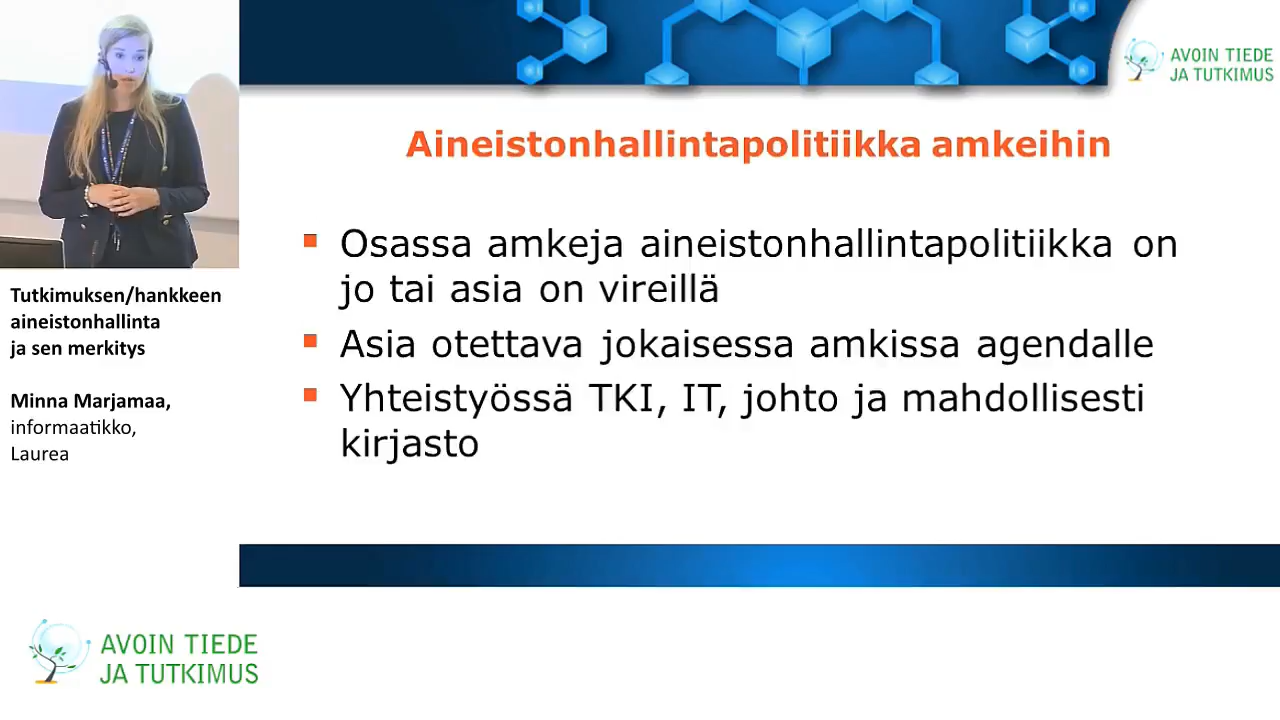 AVOIN TIEDE
JA TUTKIMUS
Aineistonhallintapolitiikka amkeihin
Osassa amkeja aineistonhallintapolitiikka on
jo tai asia on vireillä
Asia otettava jokaisessa amkissa agendalle
Yhteistyössä TKI, IT, johto ja mahdollisesti
kirjasto
Tutkimuksen/hankkeen
aineistonhallinta
ja sen merkitys
Minna Marjamaa,
informaatikko,
Laurea
AVOIN TIEDE
JA TUTKIMUS